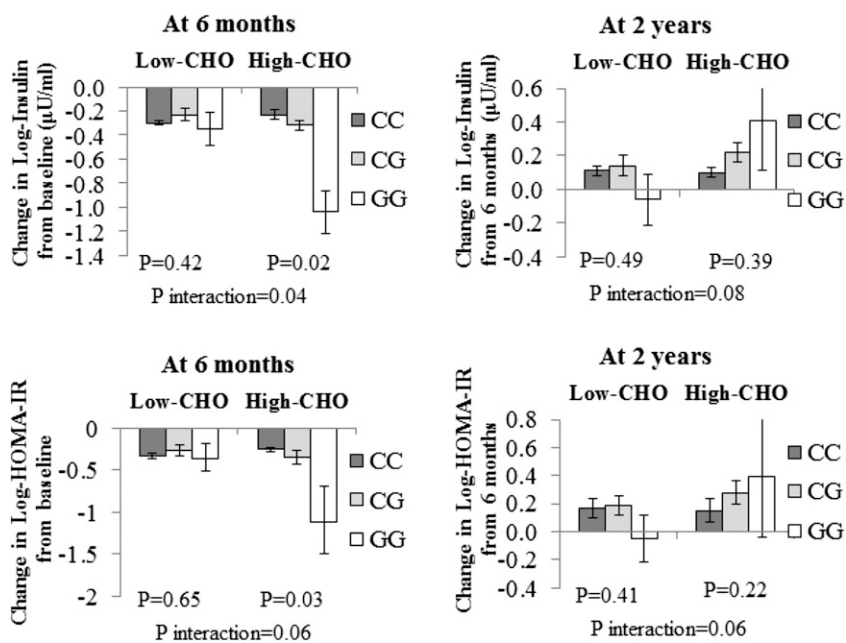 At 6 months
Low-CHO High-CHO
Change in Log-Insulin
from baseline (µU/ml)
0.0
-0.2
-0.4
-0.6
-0.8
-1.0
-1.2
-1.4
CC
CG
GG
P=0.42 P=0.02
P interaction=0.04
At 2 years
Low-CHO High-CHO
Change in Log-Insulin
from 6 months (µU/ml)
0.6
0.4
0.2
0.0
-0.2
-0.4
CC
CG
GG
P=0.49 P=0.39
P interaction=0.08
At 6 months
Low-CHO High-CHO
Change in Log-HOMA-IR
from baseline
0
-0.5
-1
-1.5
-2
CC
CG
GG
P=0.65 P=0.03
P interaction=0.06
At 2 years
Low-CHO High-CHO
Change in Log-HOMA-IR
from 6 months
0.8
0.6
0.4
0.2
0.0
-0.2
-0.4
CC
CG
GG
P=0.41 P=0.22
P interaction=0.06